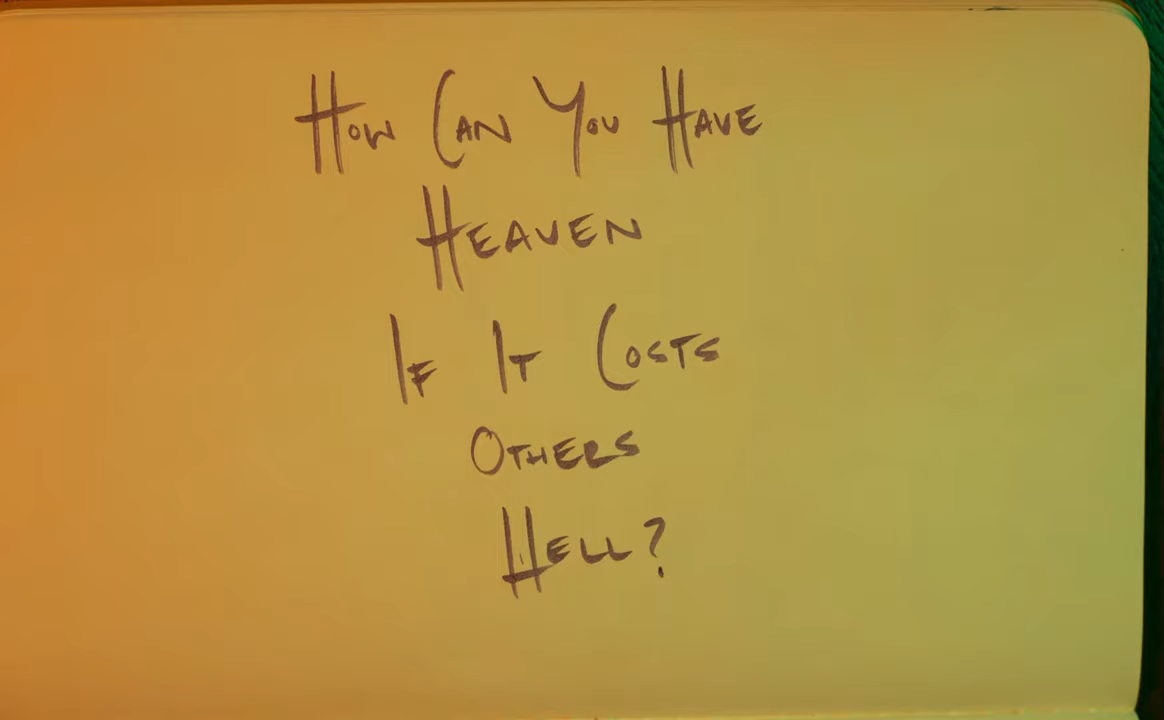 How Can You Have
Heaven
If It Costs
Others
Hell?